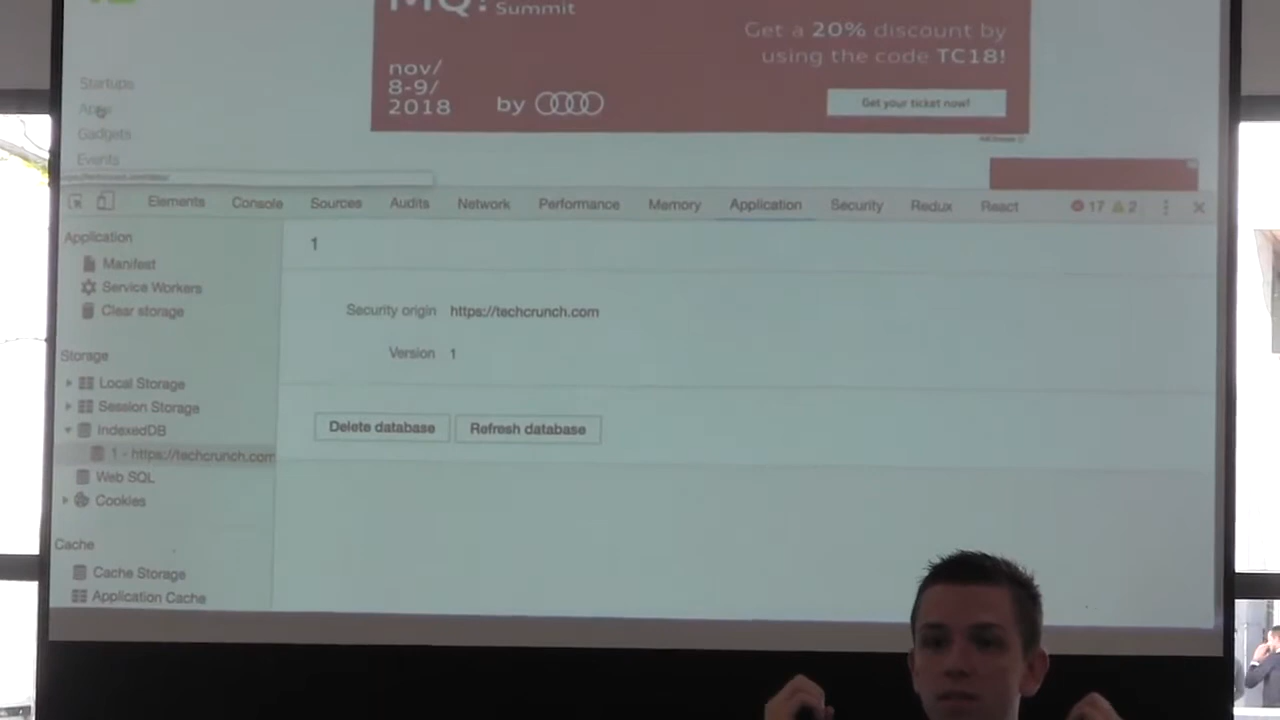 MQ!
Summit
Get a 20% discount by
using the code TC18!
nov/
8-9/
2018
by
Get your ticket now!
Startups
Apps
Gadgets
Events
Elements Console Sources Audits Network Performance Memory Application Security Redux React 17 2
Application
Manifest
Service Workers
Clear storage
Storage
Local Storage
Session Storage
IndexedDB
1 - https://techcrunch.com
Web SQL
Cookies
Cache
Cache Storage
Application Cache
1
Security origin https://techcrunch.com
Version 1
Delete database Refresh database